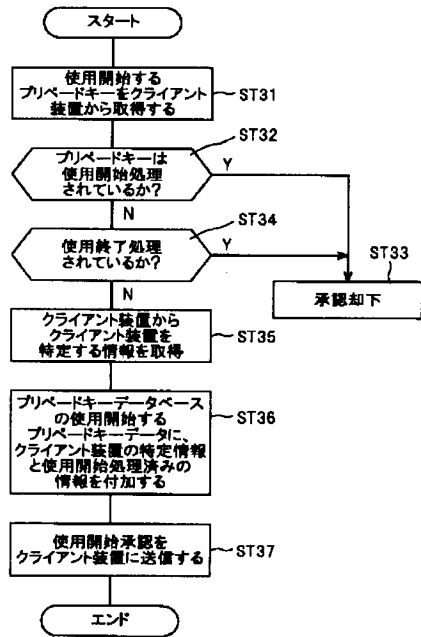 スタート
使用開始する
プリペードキーをクライアント
装置から取得する
ST31
ST32
プリペードキーは
使用開始処理
されているか?
Y
N
ST34
使用終了処理
されているか?
Y
ST33
承認却下
N
クライアント装置から
クライアント装置を
特定する情報を取得
ST35
プリペードキーデータベース
の使用開始する
プリペードキーデータに、
クライアント装置の特定情報
と使用開始処理済みの
情報を付加する
ST36
使用開始承認を
クライアント装置に送信する
ST37
エンド